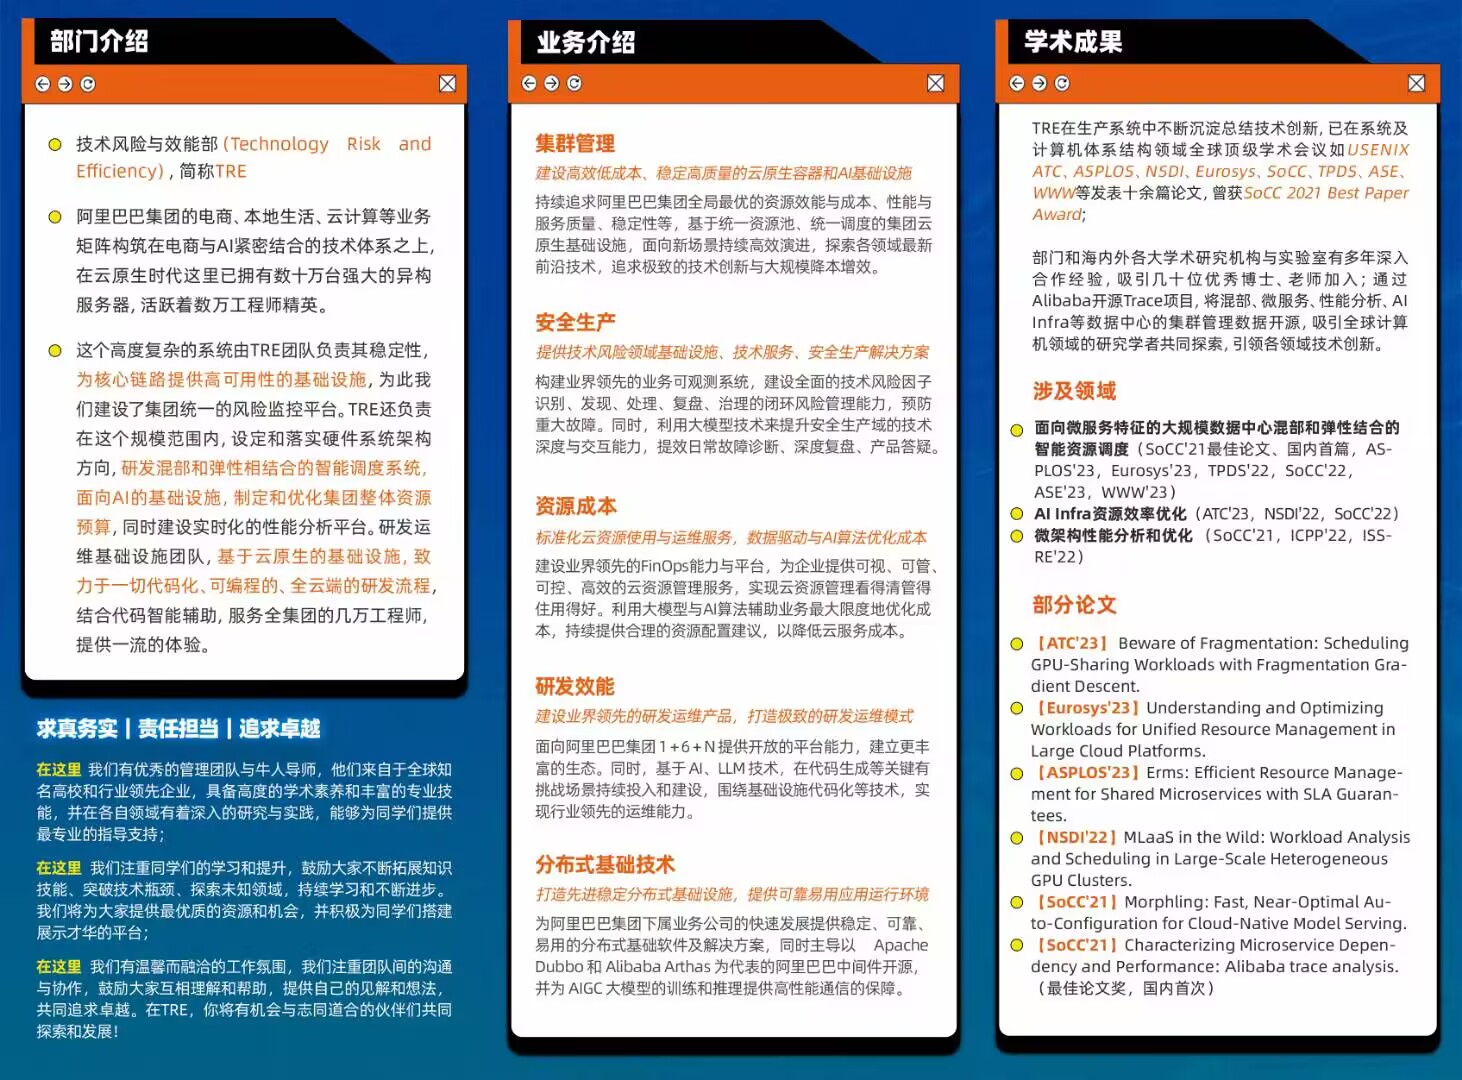 部门介绍
技术风险与效能部（Technology Risk and
Efficiency），简称TRE
阿里巴巴集团的电商、本地生活、云计算等业务
矩阵构筑在电商与AI紧密结合的技术体系之上，
在云原生时代这里已拥有数十万台强大的异构
服务器，活跃着数万工程师精英。
这个高度复杂的系统由TRE团队负责其稳定性，
为核心链路提供高可用性的基础设施，为此我
们建设了集团统一的风险监控平台。TRE还负责
在这个规模范围内，设定和落实硬件系统架构
方向，研发混部和弹性相结合的智能调度系统，
面向AI的基础设施，制定和优化集团整体资源
预算，同时建设实时化的性能分析平台。研发运
维基础设施团队，基于云原生的基础设施，致
力于一切代码化、可编程的、全云端的研发流程，
结合代码智能辅助，服务全集团的几万工程师，
提供一流的体验。
求真务实｜责任担当｜追求卓越
在这里 我们有优秀的管理团队与牛人导师，他们来自于全球知
名高校和行业领先企业，具备高度的学术素养和丰富的专业技
能，并在各自领域有着深入的研究与实践，能够为同学们提供
最专业的指导支持；
在这里 我们注重同学们的学习和提升，鼓励大家不断拓展知识
技能、突破技术瓶颈、探索未知领域，持续学习和不断进步。
我们将为大家提供最优质的资源和机会，并积极为同学们搭建
展示才华的平台；
在这里 我们有温馨而融洽的工作氛围，我们注重团队间的沟通
与协作，鼓励大家互相理解和帮助，提供自己的见解和想法，
共同追求卓越。在TRE，你将有机会与志同道合的伙伴们共同
探索和发展！
业务介绍
集群管理
建设高效低成本、稳定高质量的云原生容器和AI基础设施
持续追求阿里巴巴集团全局最优的资源效能与成本、性能与
服务质量、稳定性等，基于统一资源池、统一调度的集团云
原生基础设施，面向新场景持续高效演进，探索各领域最新
前沿技术，追求极致的技术创新与大规模降本增效。
安全生产
提供技术风险领域基础设施、技术服务、安全生产解决方案
构建业界领先的业务可观测系统，建设全面的技术风险因子
识别、发现、处理、复盘、治理的闭环风险管理能力，预防
重大故障。同时，利用大模型技术来提升安全生产域的技术
深度与交互能力，提效日常故障诊断、深度复盘、产品答疑。
资源成本
标准化云资源使用与运维服务，数据驱动与AI算法优化成本
建设业界领先的FinOps能力与平台，为企业提供可视、可管、
可控、高效的云资源管理服务，实现云资源管理看得清管得
住用得好。利用大模型与AI算法辅助业务最大限度地优化成
本，持续提供合理的资源配置建议，以降低云服务成本。
研发效能
建设业界领先的研发运维产品，打造极致的研发运维模式
面向阿里巴巴集团 1+6+N 提供开放的平台能力，建立更丰
富的生态。同时，基于 AI、LLM 技术，在代码生成等关键有
挑战场景持续投入和建设，围绕基础设施代码化等技术，实
现行业领先的运维能力。
分布式基础技术
打造先进稳定分布式基础设施，提供可靠易用应用运行环境
为阿里巴巴集团下属业务公司的快速发展提供稳定、可靠、
易用的分布式基础软件及解决方案，同时主导以 Apache
Dubbo 和 Alibaba Arthas 为代表的阿里巴巴中间件开源，
并为 AIGC 大模型的训练和推理提供高性能通信的保障。
学术成果
TRE在生产系统中不断沉淀总结技术创新，已在系统及
计算机体系结构领域全球顶级学术会议如USENIX
ATC、ASPLOS、NSDI、Eurosys、SoCC、TPDS、ASE、
WWW等发表十余篇论文，曾获SoCC 2021 Best Paper
Award；
部门和海内外各大学术研究机构与实验室有多年深入
合作经验，吸引几十位优秀博士、老师加入；通过
Alibaba开源Trace项目，将混部、微服务、性能分析、AI
Infra等数据中心的集群管理数据开源，吸引全球计算
机领域的研究学者共同探索，引领各领域技术创新。
涉及领域
面向微服务特征的大规模数据中心混部和弹性结合的
智能资源调度（SoCC'21最佳论文、国内首篇，AS-
PLOS'23，Eurosys'23，TPDS'22，SoCC'22，
ASE'23，WWW'23）
AI Infra资源效率优化（ATC'23，NSDI'22，SoCC'22）
微架构性能分析和优化 （SoCC'21，ICPP'22，ISS-
RE'22）
部分论文
【ATC'23】 Beware of Fragmentation: Scheduling
GPU-Sharing Workloads with Fragmentation Gra-
dient Descent.
【Eurosys'23】 Understanding and Optimizing
Workloads for Unified Resource Management in
Large Cloud Platforms.
【ASPLOS'23】 Erms: Efficient Resource Manage-
ment for Shared Microservices with SLA Guaran-
tees.
【NSDI'22】 MLaaS in the Wild: Workload Analysis
and Scheduling in Large-Scale Heterogeneous
GPU Clusters.
【SoCC'21】 Morphling: Fast, Near-Optimal Au-
to-Configuration for Cloud-Native Model Serving.
【SoCC'21】 Characterizing Microservice Depen-
dency and Performance: Alibaba trace analysis.
（最佳论文奖，国内首次）